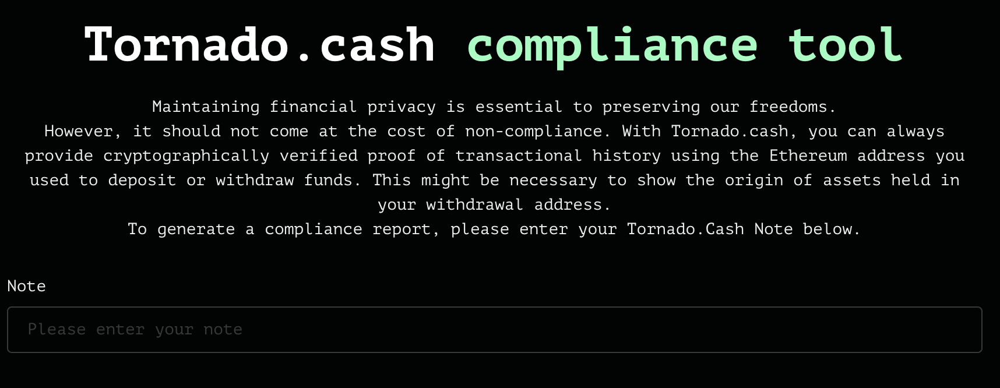 Tornado.cash compliance tool
Maintaining financial privacy is essential to preserving our freedoms.
However, it should not come at the cost of non-compliance. With Tornado.cash, you can always
provide cryptographically verified proof of transactional history using the Ethereum address you
used to deposit or withdraw funds. This might be necessary to show the origin of assets held in
your withdrawal address.
To generate a compliance report, please enter your Tornado.Cash Note below.
Note
Please enter your note